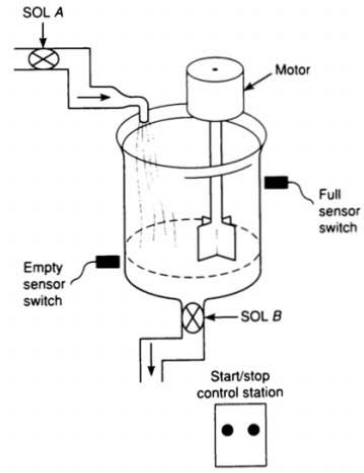 SOL A
Motor
Full
sensor
switch
Empty
sensor
switch
SOL B
Start/stop
control station